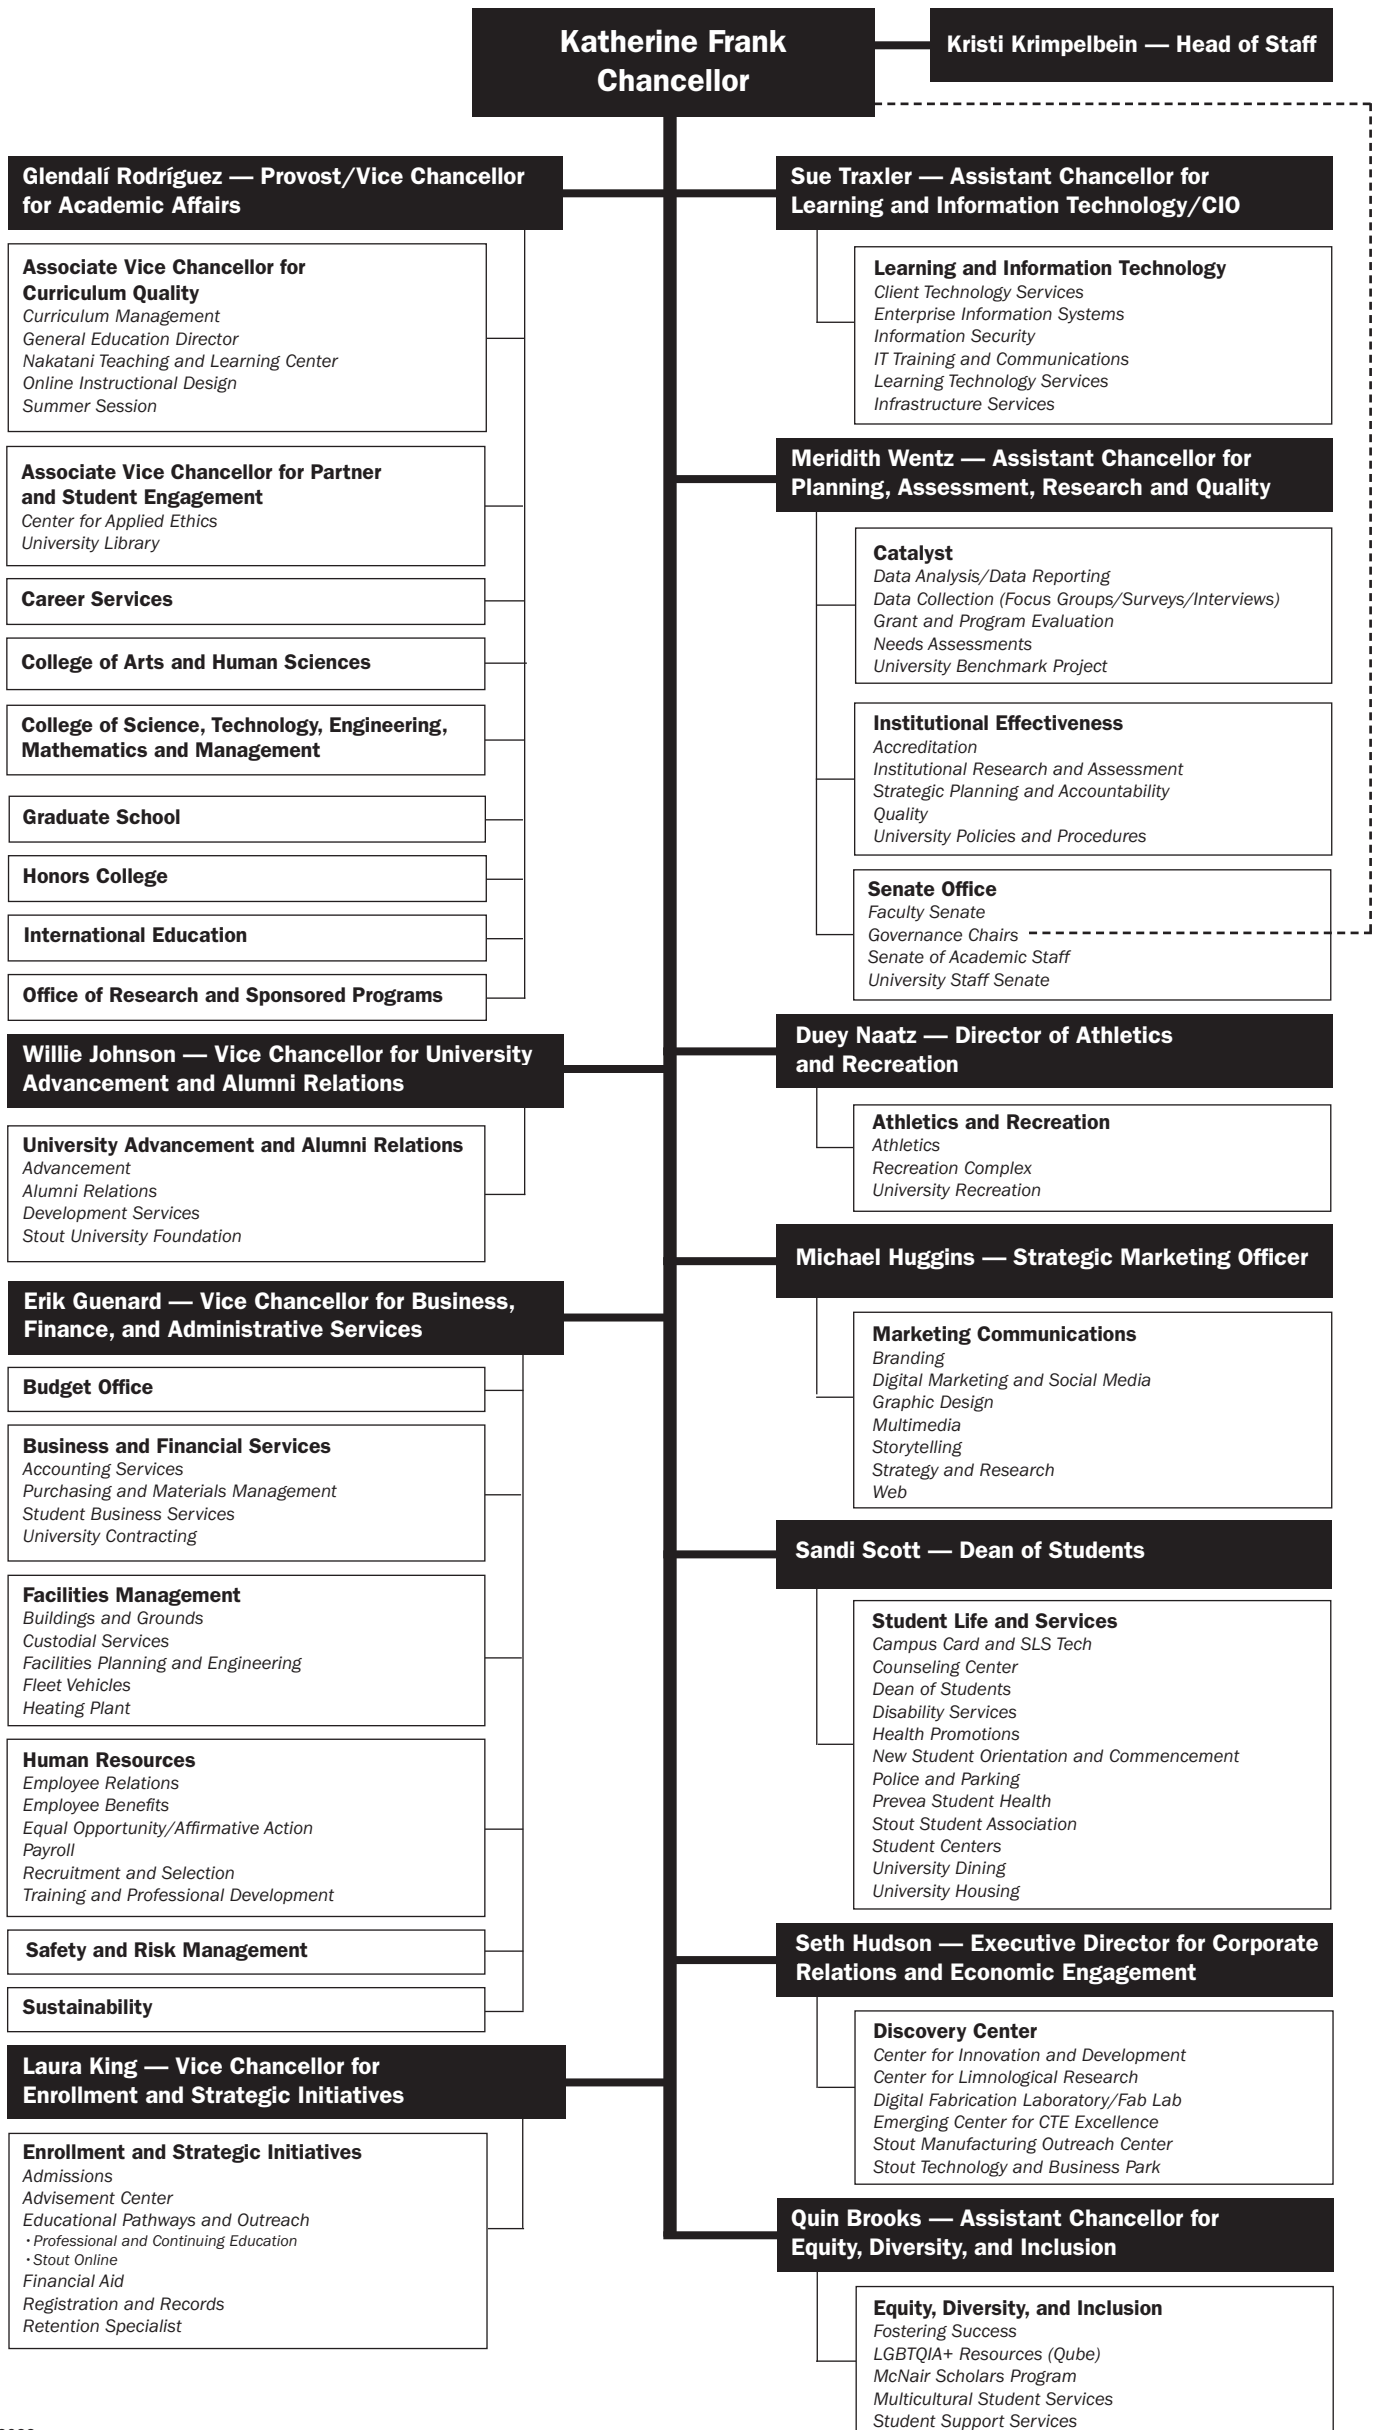 Katherine Frank
Chancellor
Kristi Krimpelbein — Head of Staff
Glendalí Rodríguez — Provost/Vice Chancellor
for Academic Affairs
Associate Vice Chancellor for
Curriculum Quality
Curriculum Management
General Education Director
Nakatani Teaching and Learning Center
Online Instructional Design
Summer Session
Associate Vice Chancellor for Partner
and Student Engagement
Center for Applied Ethics
University Library
Career Services
College of Arts and Human Sciences
College of Science, Technology, Engineering,
Mathematics and Management
Graduate School
Honors College
International Education
Office of Research and Sponsored Programs
Willie Johnson — Vice Chancellor for University
Advancement and Alumni Relations
University Advancement and Alumni Relations
Advancement
Alumni Relations
Development Services
Stout University Foundation
Erik Guenard — Vice Chancellor for Business,
Finance, and Administrative Services
Budget Office
Business and Financial Services
Accounting Services
Purchasing and Materials Management
Student Business Services
University Contracting
Facilities Management
Buildings and Grounds
Custodial Services
Facilities Planning and Engineering
Fleet Vehicles
Heating Plant
Human Resources
Employee Relations
Employee Benefits
Equal Opportunity/Affirmative Action
Payroll
Recruitment and Selection
Training and Professional Development
Safety and Risk Management
Sustainability
Laura King — Vice Chancellor for
Enrollment and Strategic Initiatives
Enrollment and Strategic Initiatives
Admissions
Advisement Center
Educational Pathways and Outreach
• Professional and Continuing Education
• Stout Online
Financial Aid
Registration and Records
Retention Specialist
Sue Traxler — Assistant Chancellor for
Learning and Information Technology/CIO
Learning and Information Technology
Client Technology Services
Enterprise Information Systems
Information Security
IT Training and Communications
Learning Technology Services
Infrastructure Services
Meridith Wentz — Assistant Chancellor for
Planning, Assessment, Research and Quality
Catalyst
Data Analysis/Data Reporting
Data Collection (Focus Groups/Surveys/Interviews)
Grant and Program Evaluation
Needs Assessments
University Benchmark Project
Institutional Effectiveness
Accreditation
Institutional Research and Assessment
Strategic Planning and Accountability
Quality
University Policies and Procedures
Senate Office
Faculty Senate
Governance Chairs
Senate of Academic Staff
University Staff Senate
Duey Naatz — Director of Athletics
and Recreation
Athletics and Recreation
Athletics
Recreation Complex
University Recreation
Michael Huggins — Strategic Marketing Officer
Marketing Communications
Branding
Digital Marketing and Social Media
Graphic Design
Multimedia
Storytelling
Strategy and Research
Web
Sandi Scott — Dean of Students
Student Life and Services
Campus Card and SLS Tech
Counseling Center
Dean of Students
Disability Services
Health Promotions
New Student Orientation and Commencement
Police and Parking
Prevea Student Health
Stout Student Association
Student Centers
University Dining
University Housing
Seth Hudson — Executive Director for Corporate
Relations and Economic Engagement
Discovery Center
Center for Innovation and Development
Center for Limnological Research
Digital Fabrication Laboratory/Fab Lab
Emerging Center for CTE Excellence
Stout Manufacturing Outreach Center
Stout Technology and Business Park
Quin Brooks — Assistant Chancellor for
Equity, Diversity, and Inclusion
Equity, Diversity, and Inclusion
Fostering Success
LGBTQIA+ Resources (Qube)
McNair Scholars Program
Multicultural Student Services
Student Support Services